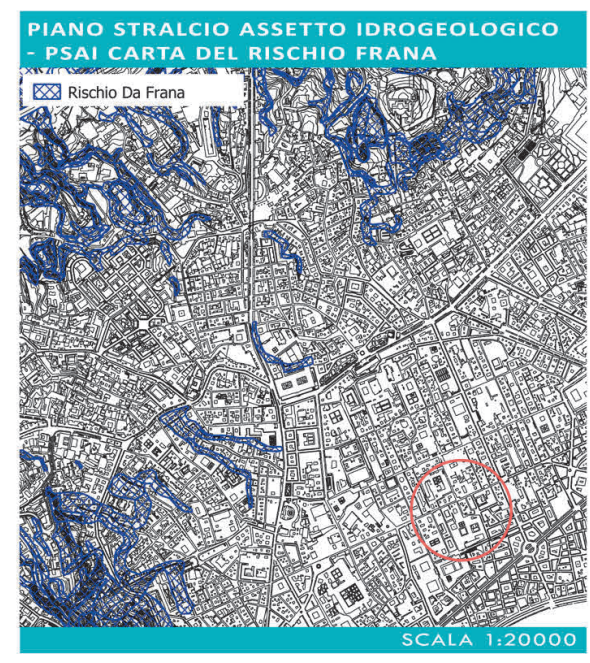 PIANO STRALCIO ASSETTO IDROGEOLOGICO
- PSAI CARTA DEL RISCHIO FRANA
Rischio Da Frana
SCALA 1:20000